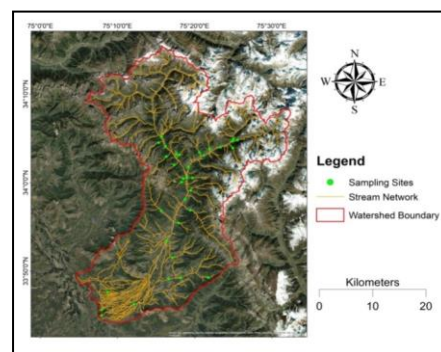 75°0'0"E 75°10'0"E 75°20'0"E 75°30'0"E
34°10'0"N
34°0'0"N
33°50'0"N
N
W E
S
Legend
Sampling Sites
Stream Network
Watershed Boundary
Kilometers
0 10 20